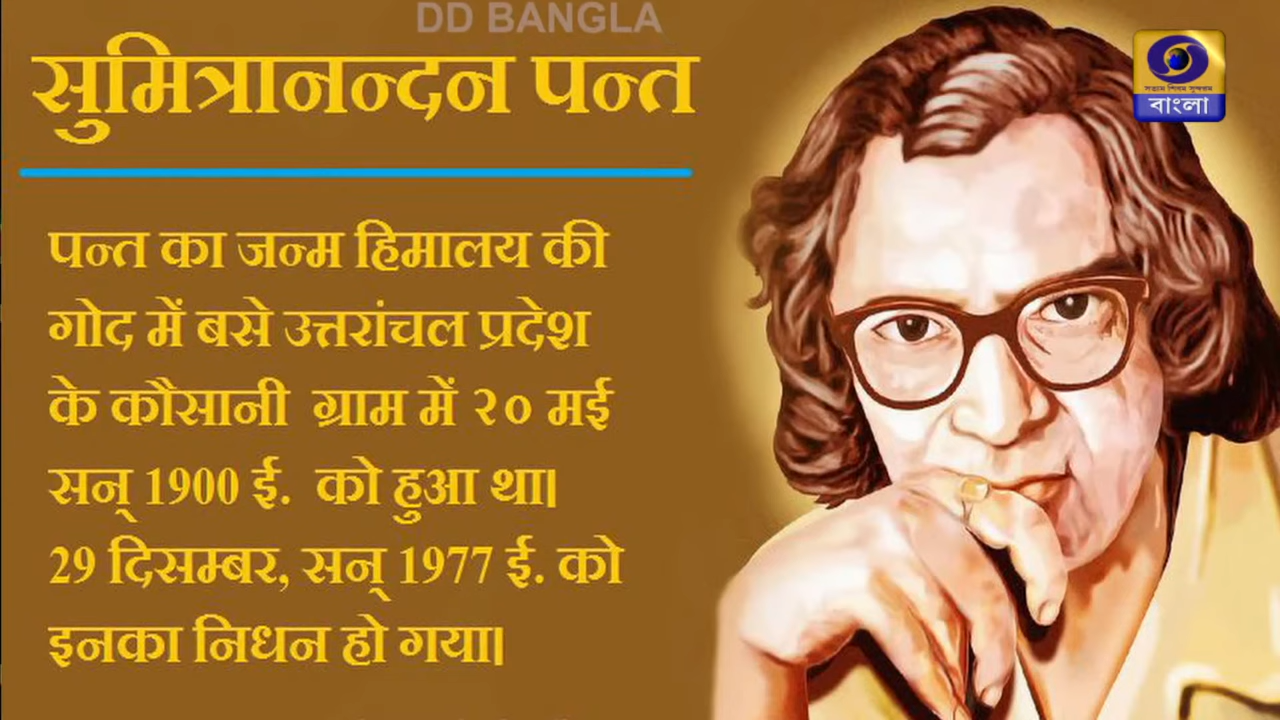 DD BANGLA
सुमित्रानन्दन पन्त
বাংলা
पन्त का जन्म हिमालय की
गोद में बसे उत्तरांचल प्रदेश
के कौसानी ग्राम में २० मई
सन् 1900 ई. को हुआ था।
29 दिसम्बर, सन् 1977 ई. को
इनका निधन हो गया।